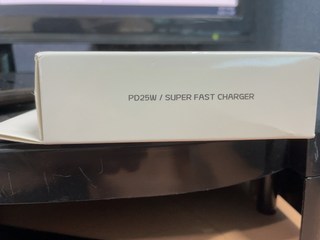 PD25W / SUPER FAST CHARGER